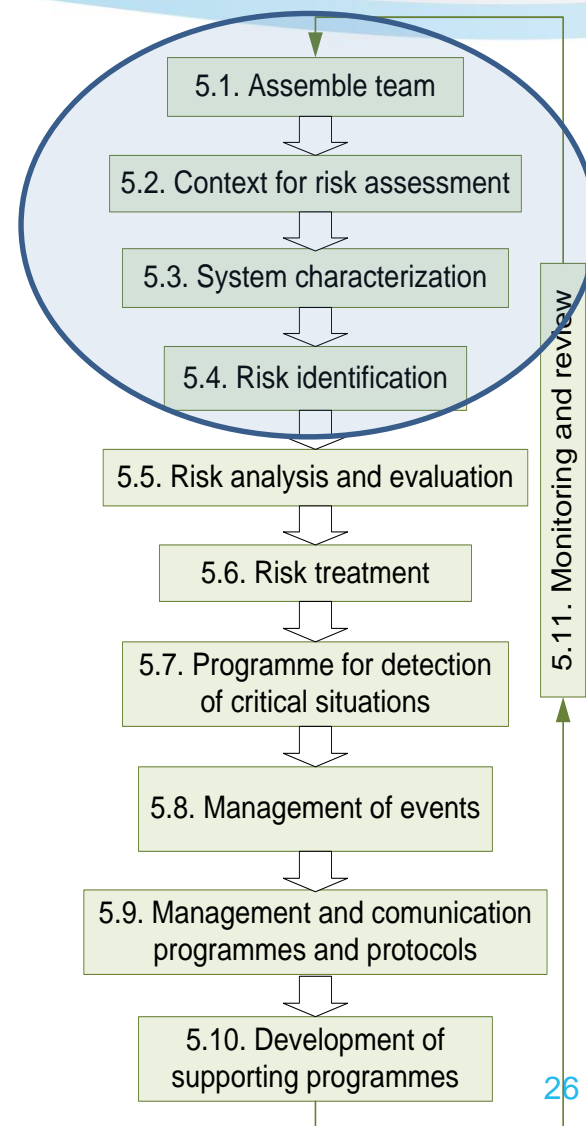 5.1. Assemble team
5.2. Context for risk assessment
5.3. System characterization
5.4. Risk identification
5.5. Risk analysis and evaluation
5.6. Risk treatment
5.7. Programme for detection
of critical situations
5.8. Management of events
5.9. Management and comunication
programmes and protocols
5.10. Development of
supporting programmes
5.11. Monitoring and review
26